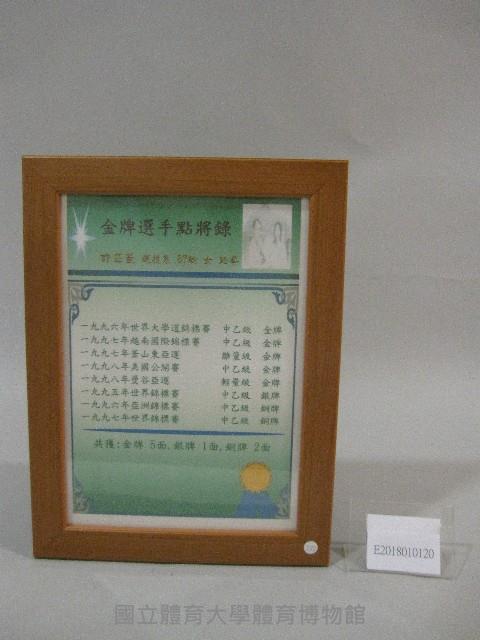 金牌選手點將錄
一九九六年世界大學道錦標賽 中乙級 金牌
一九九七年越南國際錦標賽 中乙級 金牌
一九九七年釜山東亞運 雛量級 金牌
一九九八年美國公開賽 中乙級 金牌
一九九八年曼谷亞運 輕量級 金牌
一九九五年世界錦標賽 中乙級 銀牌
一九九六年亞洲錦標賽 中乙級 銅牌
一九九七年世界錦標賽 中乙級 銅牌
共獲:金牌 5面,銀牌 1面,銅牌 2面
E2018010120
國立體育大學體育博物館